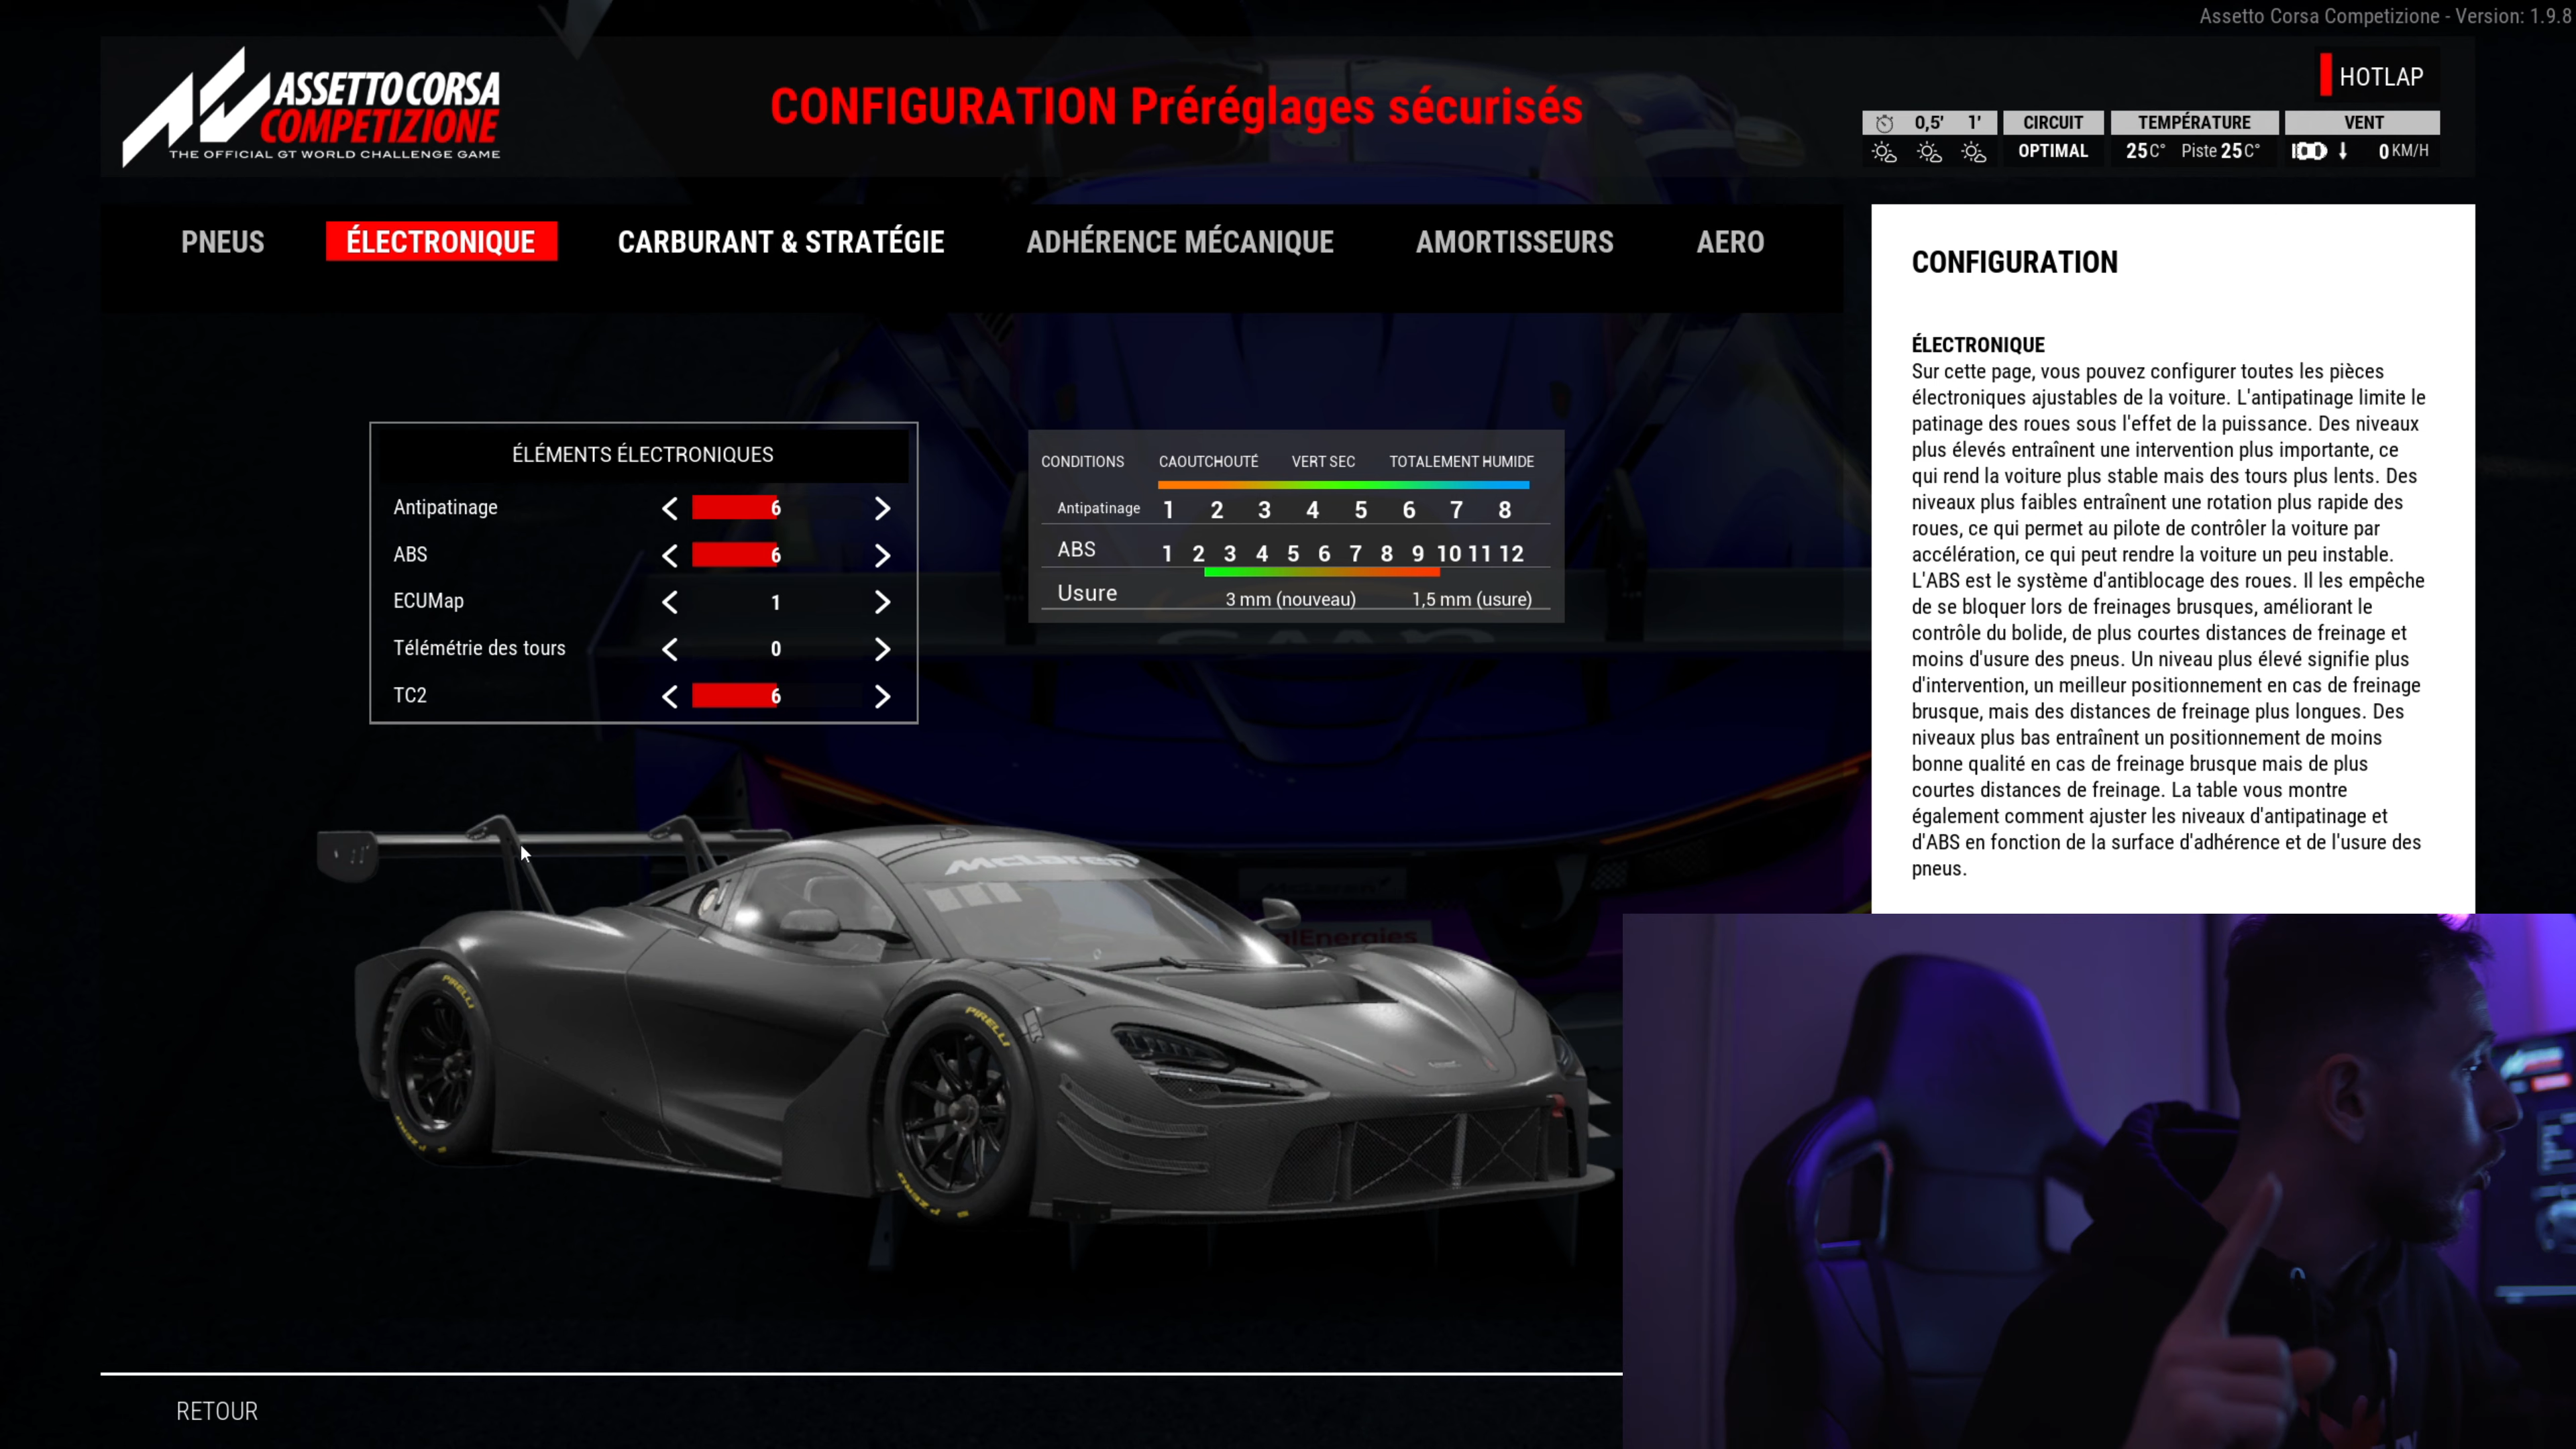 Assetto Corsa Competizione - Version: 1.9.8
ASSETTO CORSA
COMPETIZIONE
THE OFFICIAL GT WORLD CHALLENGE GAME
CONFIGURATION Préréglages sécurisés
HOTLAP
0,5' 1' CIRCUIT TEMPÉRATURE VENT
OPTIMAL 25 C° Piste 25 C° 0 KM/H
PNEUS ÉLECTRONIQUE CARBURANT & STRATÉGIE ADHÉRENCE MÉCANIQUE AMORTISSEURS AERO
ÉLÉMENTS ÉLECTRONIQUES
Antipatinage 6
ABS 6
ECUMap 1
Télémétrie des tours 0
TC2 6
CONDITIONS CAOUTCHOUTÉ VERT SEC TOTALEMENT HUMIDE
Antipatinage 1 2 3 4 5 6 7 8
ABS 1 2 3 4 5 6 7 8 9 10 11 12
Usure 3 mm (nouveau) 1,5 mm (usure)
CONFIGURATION
ÉLECTRONIQUE
Sur cette page, vous pouvez configurer toutes les pièces
électroniques ajustables de la voiture. L'antipatinage limite le
patinage des roues sous l'effet de la puissance. Des niveaux
plus élevés entraînent une intervention plus importante, ce
qui rend la voiture plus stable mais des tours plus lents. Des
niveaux plus faibles entraînent une rotation plus rapide des
roues, ce qui permet au pilote de contrôler la voiture par
accélération, ce qui peut rendre la voiture un peu instable.
L'ABS est le système d'antiblocage des roues. Il les empêche
de se bloquer lors de freinages brusques, améliorant le
contrôle du bolide, de plus courtes distances de freinage et
moins d'usure des pneus. Un niveau plus élevé signifie plus
d'intervention, un meilleur positionnement en cas de freinage
brusque, mais des distances de freinage plus longues. Des
niveaux plus bas entraînent un positionnement de moins
bonne qualité en cas de freinage brusque mais de plus
courtes distances de freinage. La table vous montre
également comment ajuster les niveaux d'antipatinage et
d'ABS en fonction de la surface d'adhérence et de l'usure des
pneus.
McLaren
alEnergies
PIRELLI
PIRELLI
P ZERO
P ZERO
RETOUR